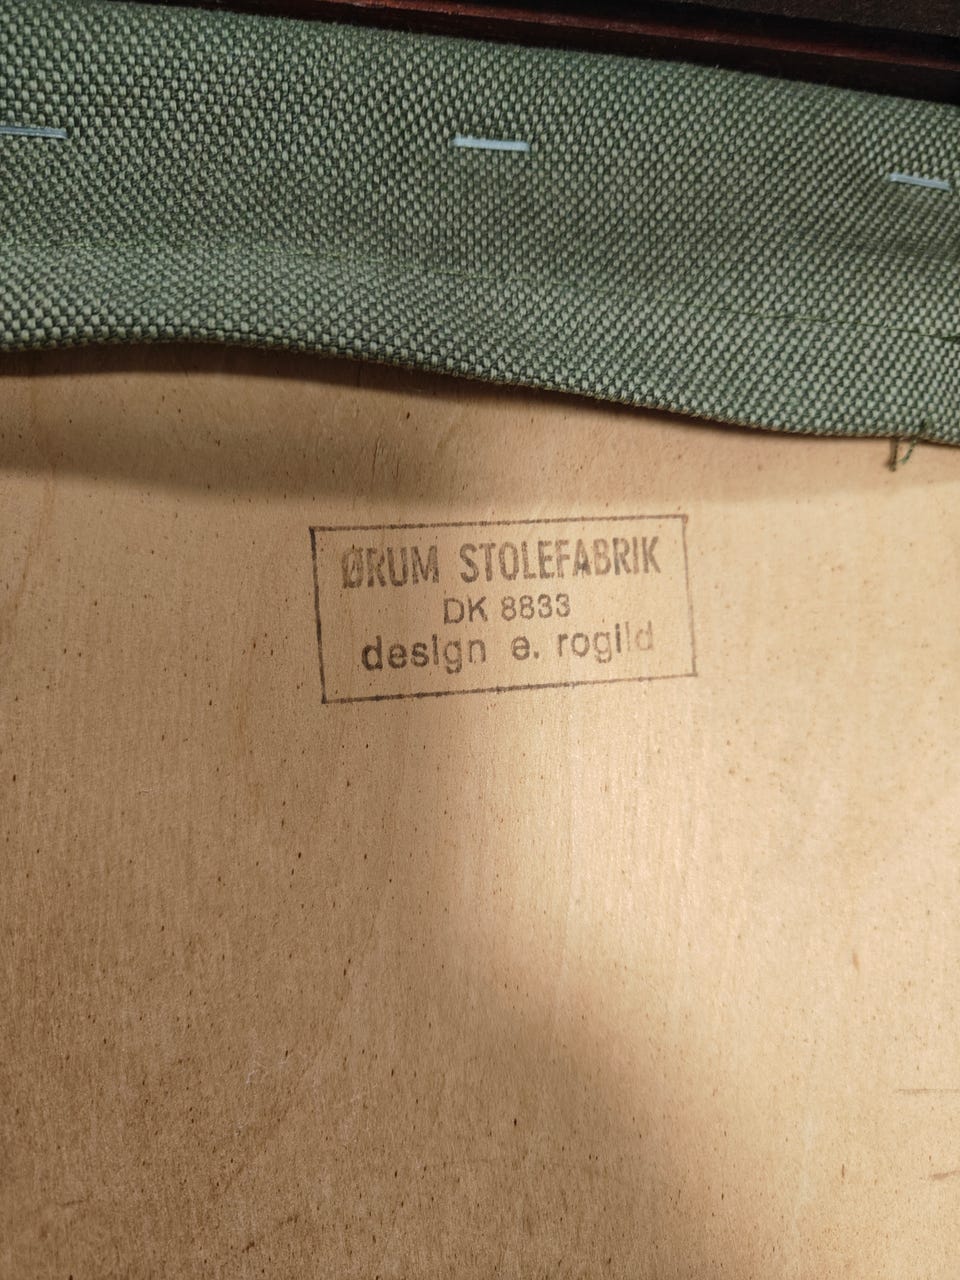 ØRUM STOLEFABRIK
DK 8833
design e. rogild